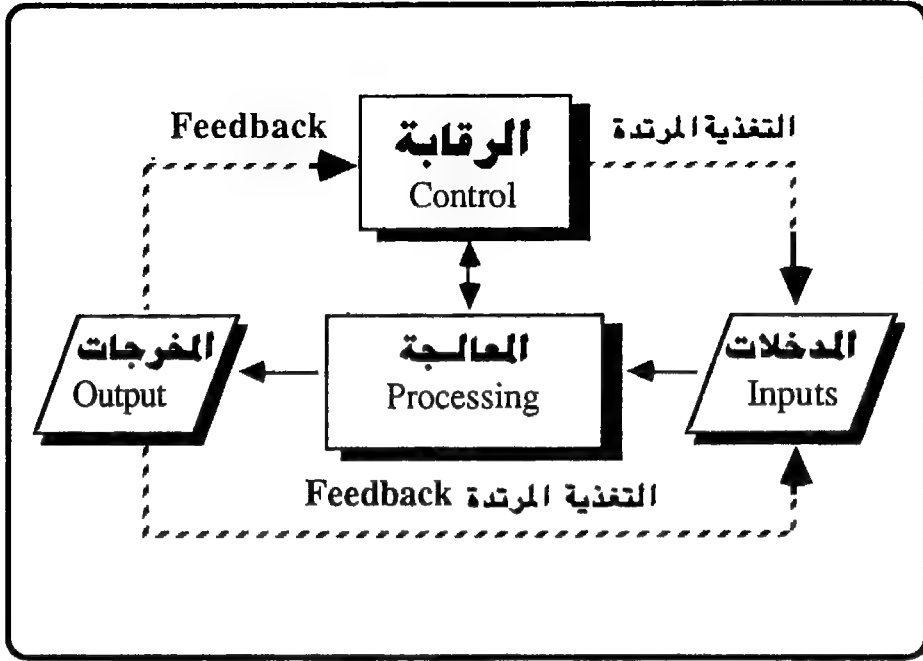 Feedback
الرقابة
Control
التغذية المرتدة
المدخلات
Inputs
المعالجة
Processing
المخرجات
Output
التغذية المرتدة Feedback